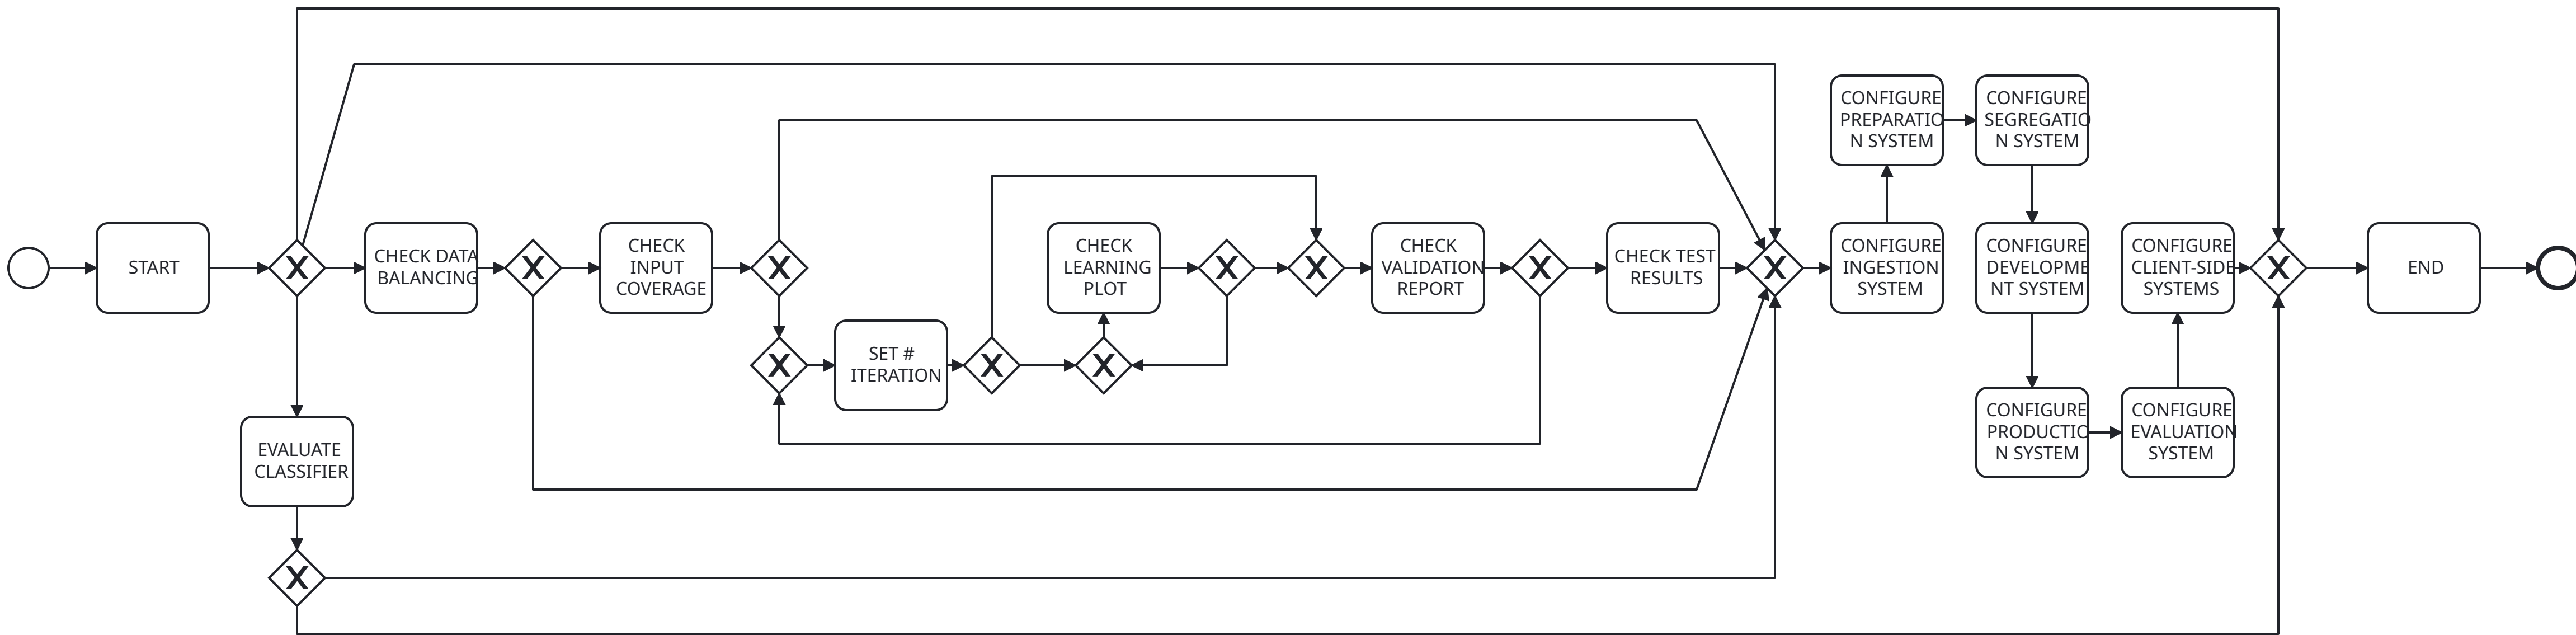 START
CHECK DATA
BALANCING
CHECK
INPUT
COVERAGE
SET #
ITERATION
CHECK
LEARNING
PLOT
CHECK
VALIDATION
REPORT
CHECK TEST
RESULTS
CONFIGURE
INGESTION
SYSTEM
CONFIGURE
PREPARATIO
N SYSTEM
CONFIGURE
SEGREGATIO
N SYSTEM
CONFIGURE
DEVELOPME
NT SYSTEM
CONFIGURE
PRODUCTIO
N SYSTEM
CONFIGURE
EVALUATION
SYSTEM
CONFIGURE
CLIENT-SIDE
SYSTEMS
END
EVALUATE
CLASSIFIER